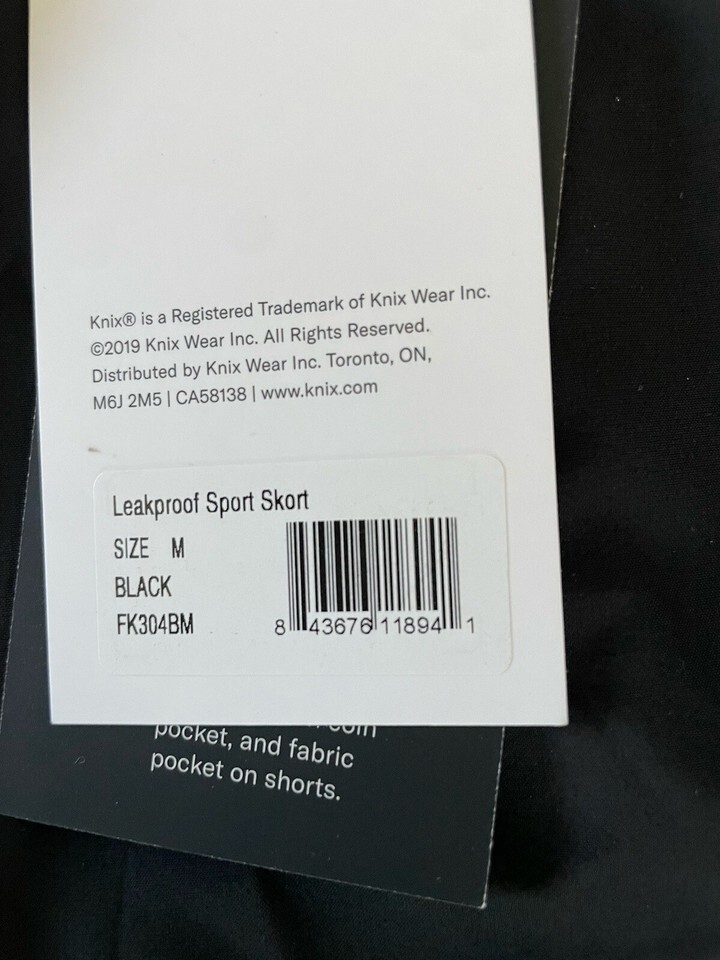 Knix® is a Registered Trademark of Knix Wear Inc.
©2019 Knix Wear Inc. All Rights Reserved.
Distributed by Knix Wear Inc. Toronto, ON,
M6J 2M5 | CA58138 | www.knix.com
Leakproof Sport Skort
SIZE M
BLACK
FK304BM
8 43676 11894 1
coin
pocket, and fabric
pocket on shorts.